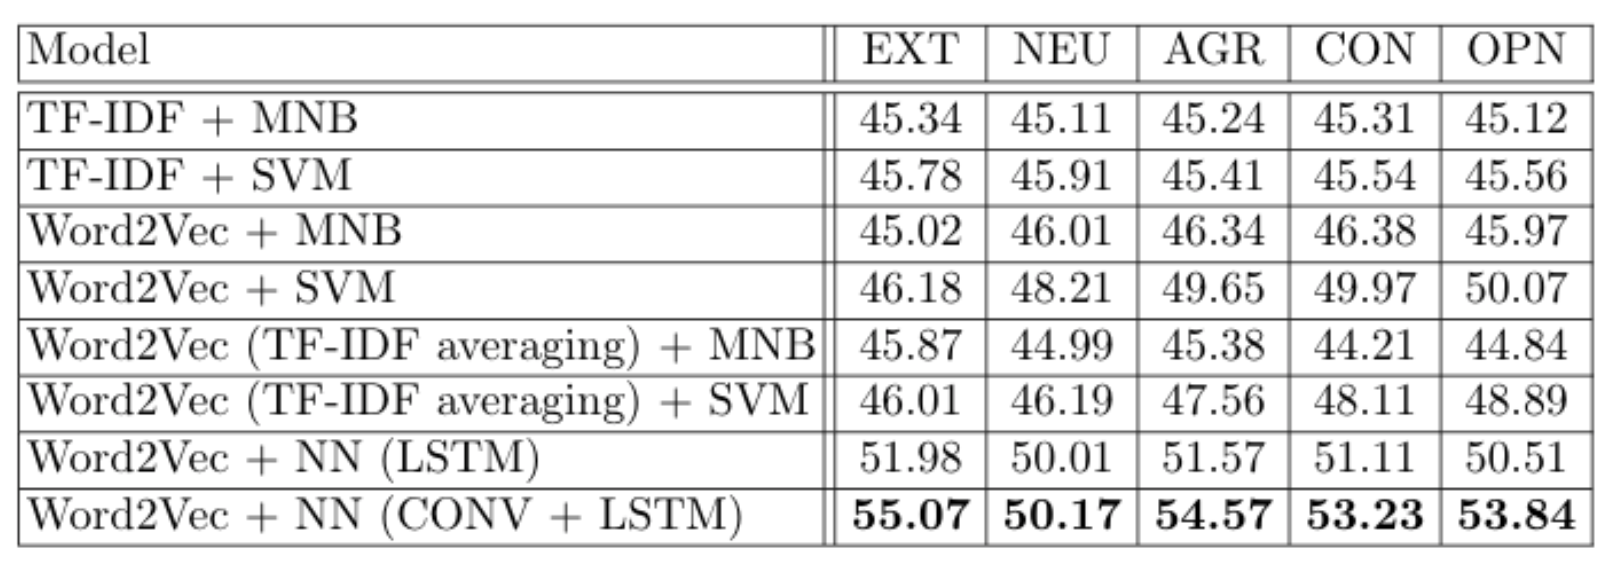 Model EXT NEU AGR CON OPN
TF-IDF + MNB 45.34 45.11 45.24 45.31 45.12
TF-IDF + SVM 45.78 45.91 45.41 45.54 45.56
Word2Vec + MNB 45.02 46.01 46.34 46.38 45.97
Word2Vec + SVM 46.18 48.21 49.65 49.97 50.07
Word2Vec (TF-IDF averaging) + MNB 45.87 44.99 45.38 44.21 44.84
Word2Vec (TF-IDF averaging) + SVM 46.01 46.19 47.56 48.11 48.89
Word2Vec + NN (LSTM) 51.98 50.01 51.57 51.11 50.51
Word2Vec + NN (CONV + LSTM) 55.07 50.17 54.57 53.23 53.84